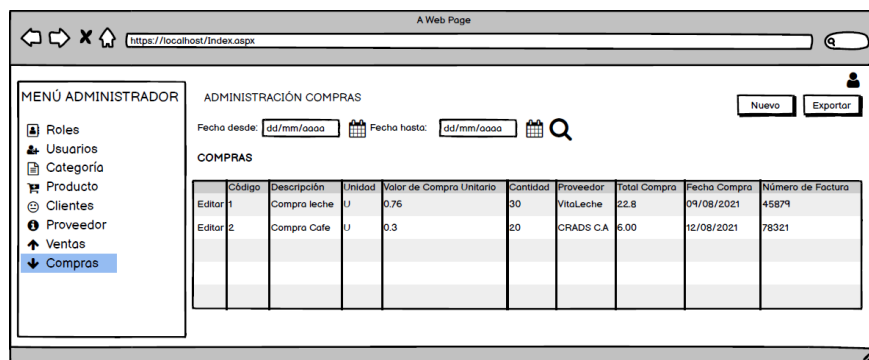 A Web Page
https://localhost/Index.aspx
MENÚ ADMINISTRADOR
Roles
Usuarios
Categoría
Producto
Clientes
Proveedor
Ventas
Compras
ADMINISTRACIÓN COMPRAS
Nuevo Exportar
Fecha desde: dd/mm/aaaa Fecha hasta: dd/mm/aaaa
COMPRAS
Código Descripción Unidad Valor de Compra Unitario Cantidad Proveedor Total Compra Fecha Compra Número de Factura
Editar 1 Compra leche U 0.76 30 VitaLeche 22.8 09/08/2021 45879
Editar 2 Compra Cafe U 0.3 20 CRADS C.A 6.00 12/08/2021 78321